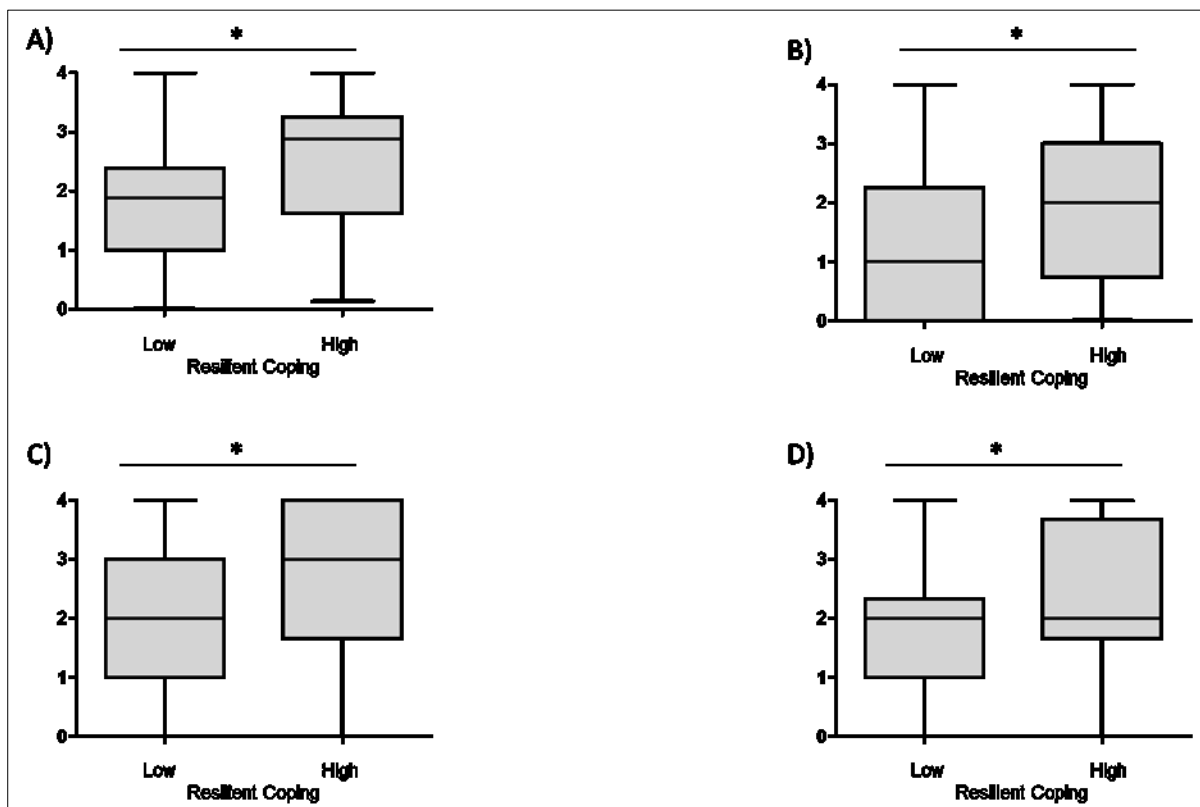 A)
*
4
3
2
1
0
Low High
Resilient Coping
B)
*
4
3
2
1
0
Low High
Resilient Coping
C)
*
4
3
2
1
0
Low High
Resilient Coping
D)
*
4
3
2
1
0
Low High
Resilient Coping